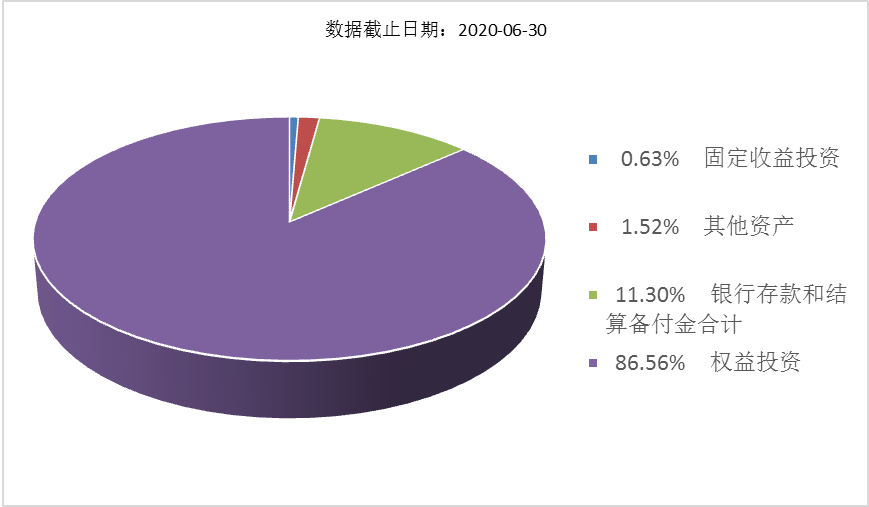 数据截止日期：2020-06-30
0.63% 固定收益投资
1.52% 其他资产
11.30% 银行存款和结
算备付金合计
86.56% 权益投资